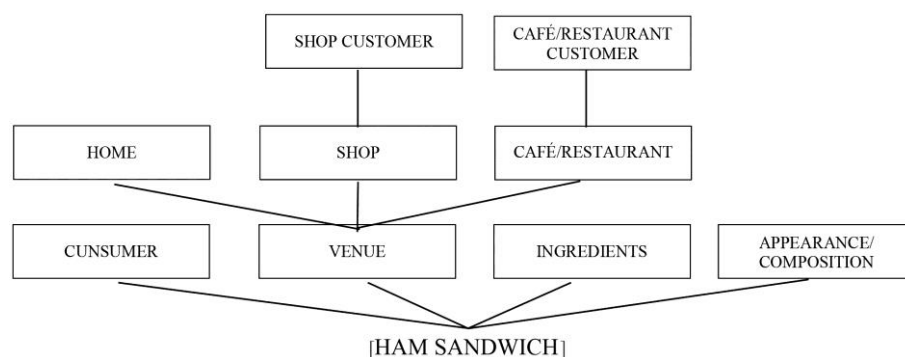 SHOP CUSTOMER
CAFÉ/RESTAURANT
CUSTOMER
HOME
SHOP
CAFÉ/RESTAURANT
CUNSUMER
VENUE
INGREDIENTS
APPEARANCE/
COMPOSITION
[HAM SANDWICH]